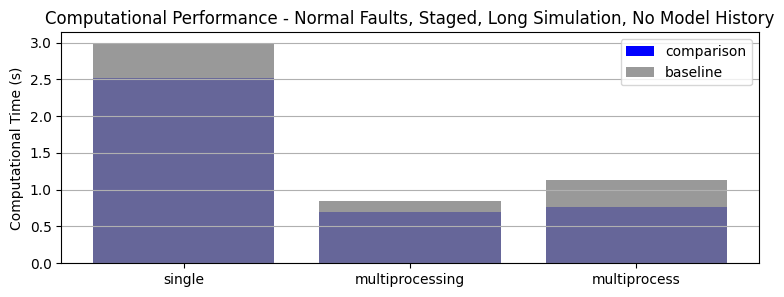 Computational Performance - Normal Faults, Staged, Long Simulation, No Model History
Computational Time (s)
3.0
2.5
2.0
1.5
1.0
0.5
0.0
comparison
baseline
single
multiprocessing
multiprocess